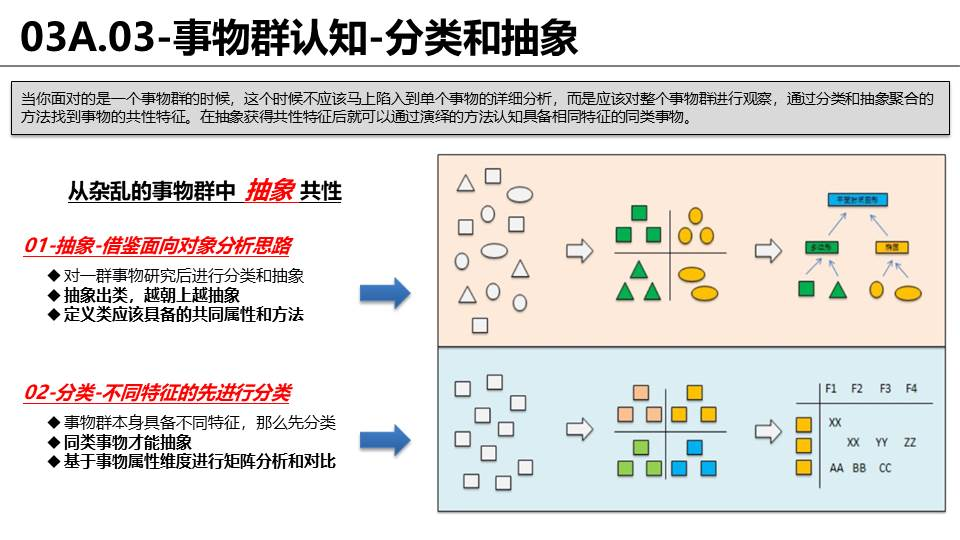 03A.03-事物群认知-分类和抽象
当你面对的是一个事物群的时候，这个时候不应该马上陷入到单个事物的详细分析，而是应该对整个事物群进行观察，通过分类和抽象聚合的
方法找到事物的共性特征。在抽象获得共性特征后就可以通过演绎的方法认知具备相同特征的同类事物。
从杂乱的事物群中 抽象 共性
01-抽象-借鉴面向对象分析思路
◆ 对一群事物研究后进行分类和抽象
◆ 抽象出类，越朝上越抽象
◆ 定义类应该具备的共同属性和方法
多边形 椭圆
02-分类-不同特征的先进行分类
◆ 事物群本身具备不同特征，那么先分类
◆ 同类事物才能抽象
◆ 基于事物属性维度进行矩阵分析和对比
F1 F2 F3 F4
XX
XX YY ZZ
AA BB CC